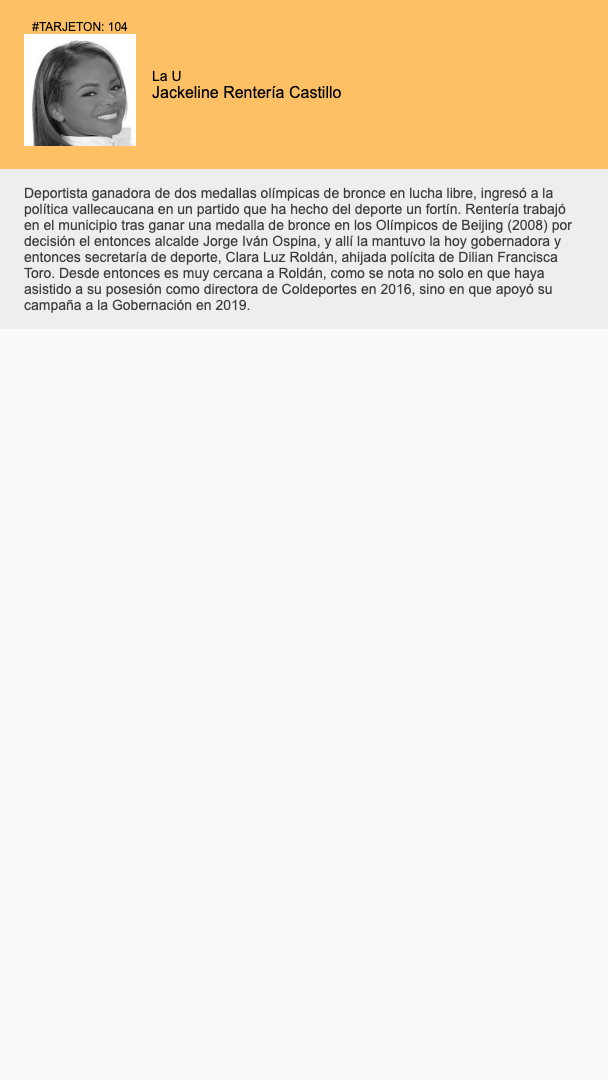 #TARJETON: 104
La U
Jackeline Rentería Castillo
Deportista ganadora de dos medallas olímpicas de bronce en lucha libre, ingresó a la
política vallecaucana en un partido que ha hecho del deporte un fortín. Rentería trabajó
en el municipio tras ganar una medalla de bronce en los Olímpicos de Beijing (2008) por
decisión el entonces alcalde Jorge Iván Ospina, y allí la mantuvo la hoy gobernadora y
entonces secretaría de deporte, Clara Luz Roldán, ahijada polícita de Dilian Francisca
Toro. Desde entonces es muy cercana a Roldán, como se nota no solo en que haya
asistido a su posesión como directora de Coldeportes en 2016, sino en que apoyó su
campaña a la Gobernación en 2019.